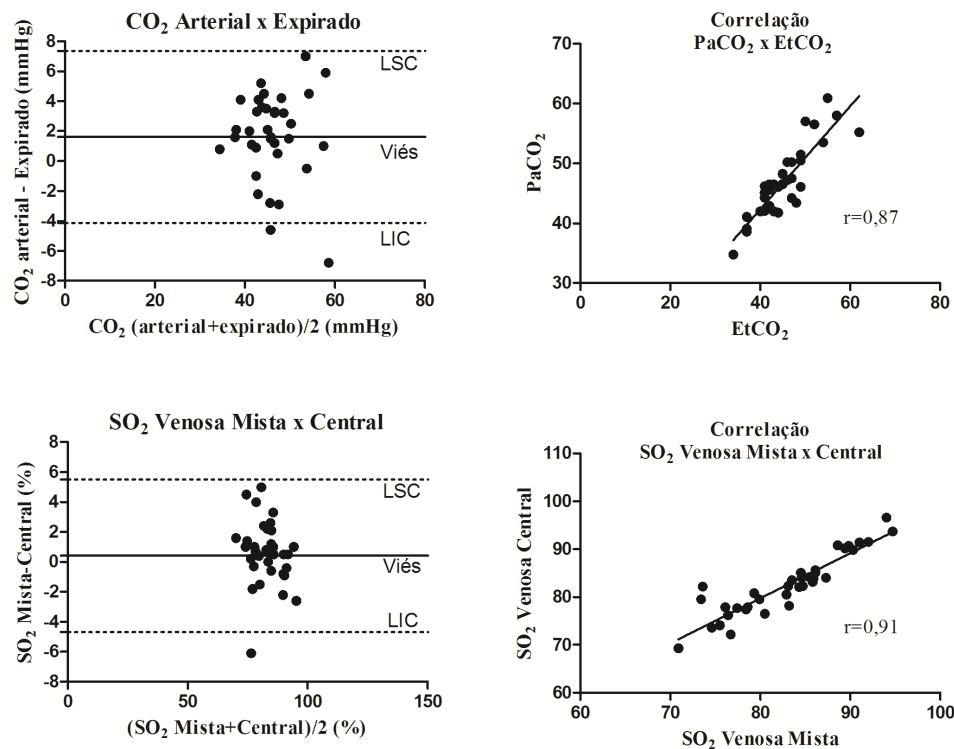 CO₂ Arterial x Expirado
CO₂ arterial - Expirado (mmHg)
8
6
4
2
0
-2
-4
-6
-8
LSC
Viés
LIC
0 20 40 60 80
CO₂ (arterial+expirado)/2 (mmHg)
Correlação
PaCO₂ x EtCO₂
PaCO₂
70
60
50
40
30
r=0,87
0 20 40 60 80
EtCO₂
SO₂ Venosa Mista x Central
SO₂ Mista-Central (%)
8
6
4
2
0
-2
-4
-6
-8
LSC
Viés
LIC
0 50 100 150
(SO₂ Mista+Central)/2 (%)
Correlação
SO₂ Venosa Mista x Central
SO₂ Venosa Central
110
100
90
80
70
60
r=0,91
60 70 80 90 100
SO₂ Venosa Mista